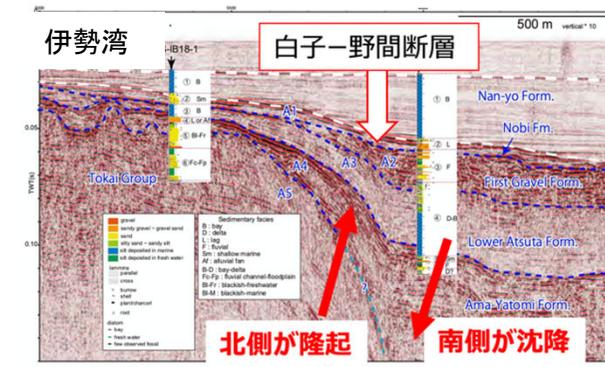 500 m vertical * 10
伊勢湾
白子－野間断層
-IB18-1
① B
② Sm
③ B
④ L or Af
⑤ Bl-Fr
⑥ Fc-Fp
① B
② L
③ F
④ D-B
Nan-yo Form.
Nobi Fm.
First Gravel Form.
Lower Atsuta Form.
Ama-Yatomi Form.
Tokai Group
A1
A2
A3
A4
A5
?
0.05
TWT(s)
0.10
gravel
sandy gravel - gravel sand
sand
silty sand - sandy silt
silt deposited in marine
silt deposited in fresh water
laminae
parallel
cross
burrow
shell
plant/charcoal
root
diatom
bay
fresh water
few observed fossil
Sedimentary facies
B : bay
D : delta
L : lag
F : fluvial
Sm : shallow marine
Af : alluvial fan
B-D : bay-delta
Fc-Fp : fluvial channel-floodplain
Bl-Fr : blackish-freshwater
Bl-M : blackish-marine
北側が隆起
南側が沈降